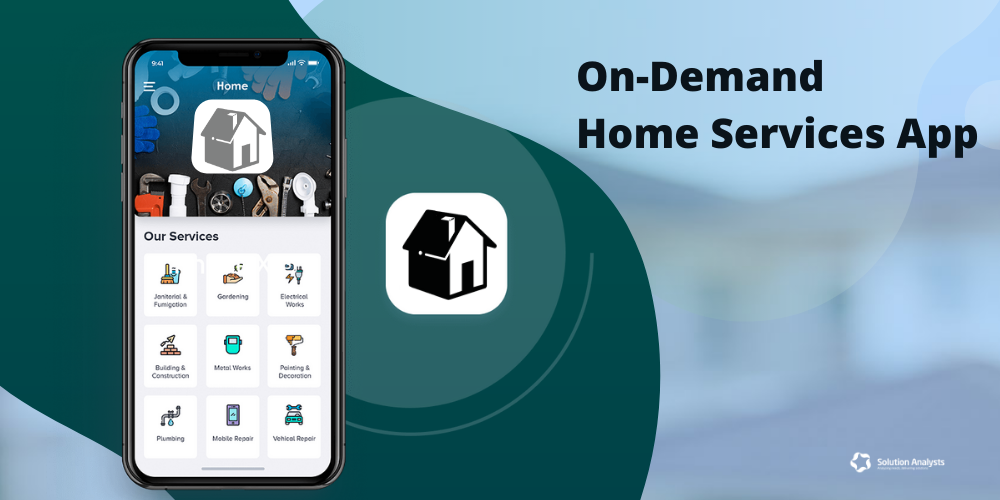 On-Demand
Home Services App
9:41
Home
Our Services
Janitorial &
Fumigation
Gardening
Electrical
Works
Building &
Construction
Metal Works
Painting &
Decoration
Plumbing
Mobile Repair
Vehical Repair
Solution Analysts